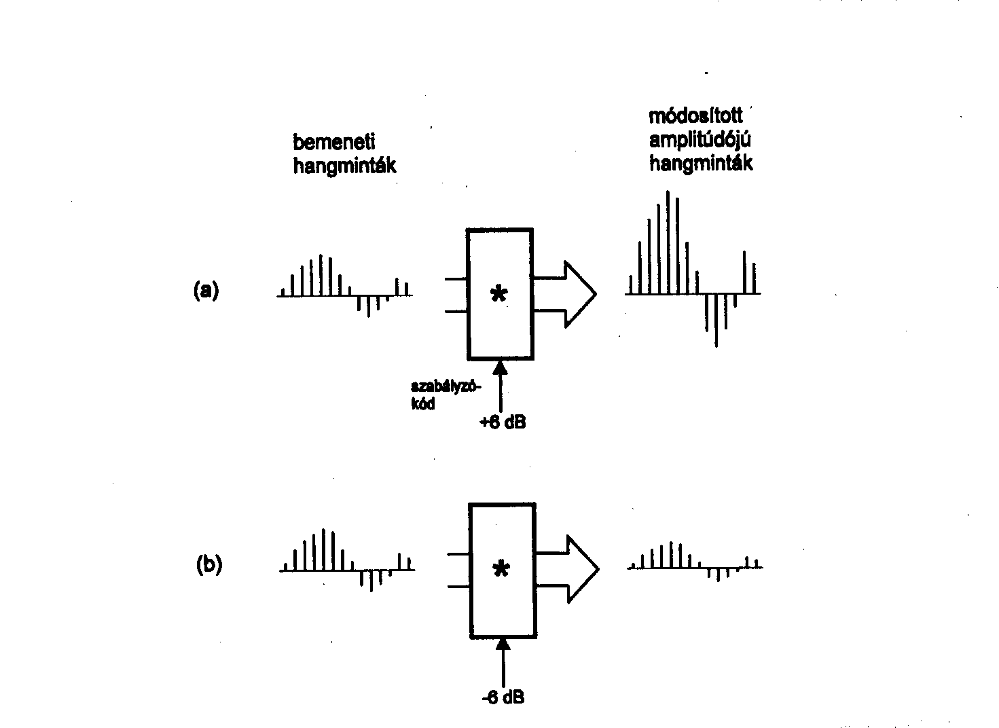 bemeneti
hangminták
módosított
amplitúdójú
hangminták
(a)
*
szabályzó-
kód
+6 dB
(b)
*
-6 dB